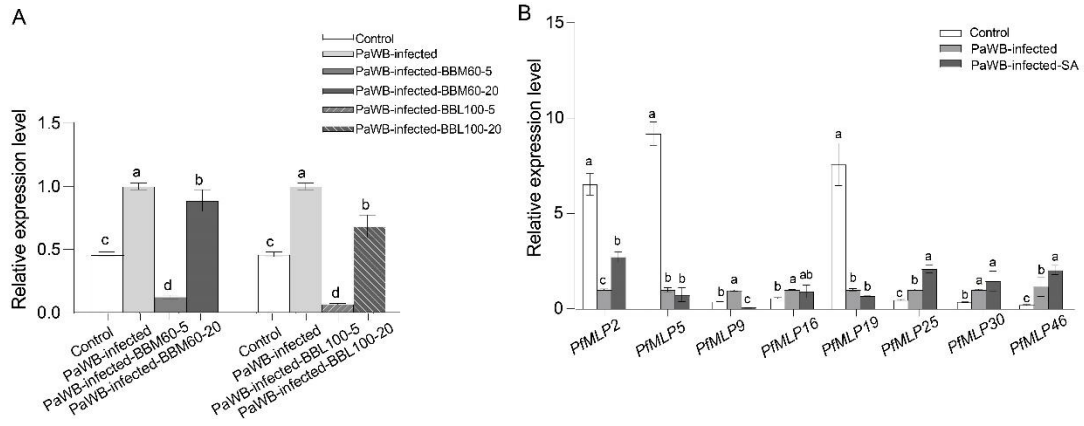 A
Control
PaWB-infected
PaWB-infected-BBM60-5
PaWB-infected-BBM60-20
PaWB-infected-BBL100-5
PaWB-infected-BBL100-20
Relative expression level
1.5
1.0
0.5
0.0
c
a
d
b
c
a
d
b
Control
PaWB-infected
PaWB-infected-BBM60-5
PaWB-infected-BBM60-20
Control
PaWB-infected
PaWB-infected-BBL100-5
PaWB-infected-BBL100-20
B
Control
PaWB-infected
PaWB-infected-SA
Relative expression level
15
10
5
0
a
c
b
a
b
b
b
a
c
b
a
ab
a
b
b
c
b
a
b
a
a
c
b
a
PfMLP2
PfMLP5
PfMLP9
PfMLP16
PfMLP19
PfMLP25
PfMLP30
PfMLP46